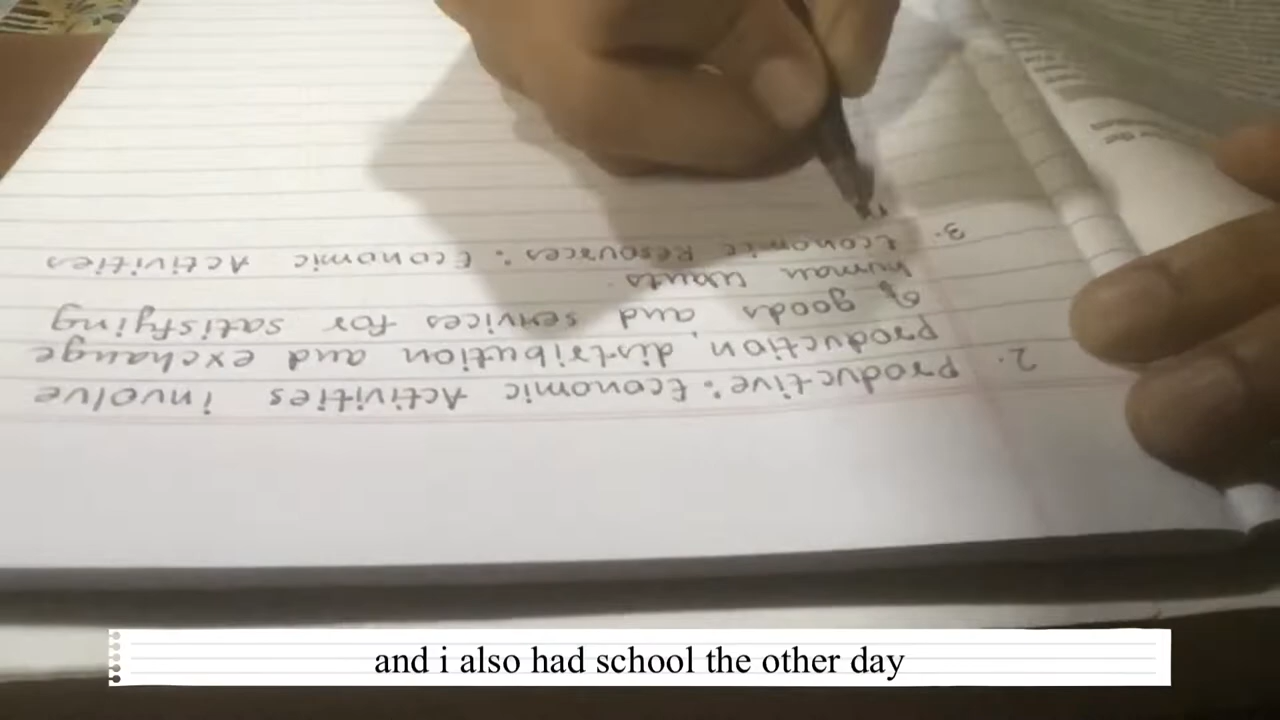 2. Productive: Economic Activities involve
production, distribution and exchange
of goods and services for satisfying
human wants.
3. Economic Resources: Economic Activities
and i also had school the other day